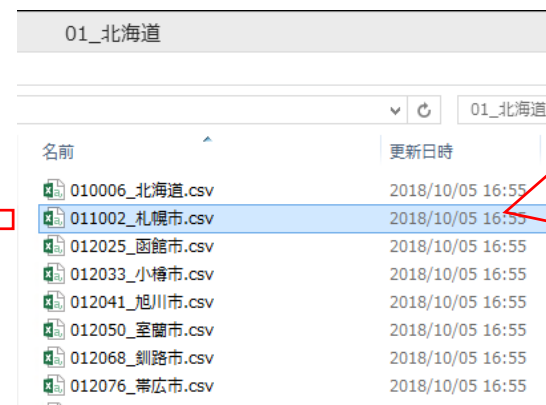 01_北海道
01_北海道
名前 更新日時
010006_北海道.csv 2018/10/05 16:55
011002_札幌市.csv 2018/10/05 16:55
012025_函館市.csv 2018/10/05 16:55
012033_小樽市.csv 2018/10/05 16:55
012041_旭川市.csv 2018/10/05 16:55
012050_室蘭市.csv 2018/10/05 16:55
012068_釧路市.csv 2018/10/05 16:55
012076_帯広市.csv 2018/10/05 16:55